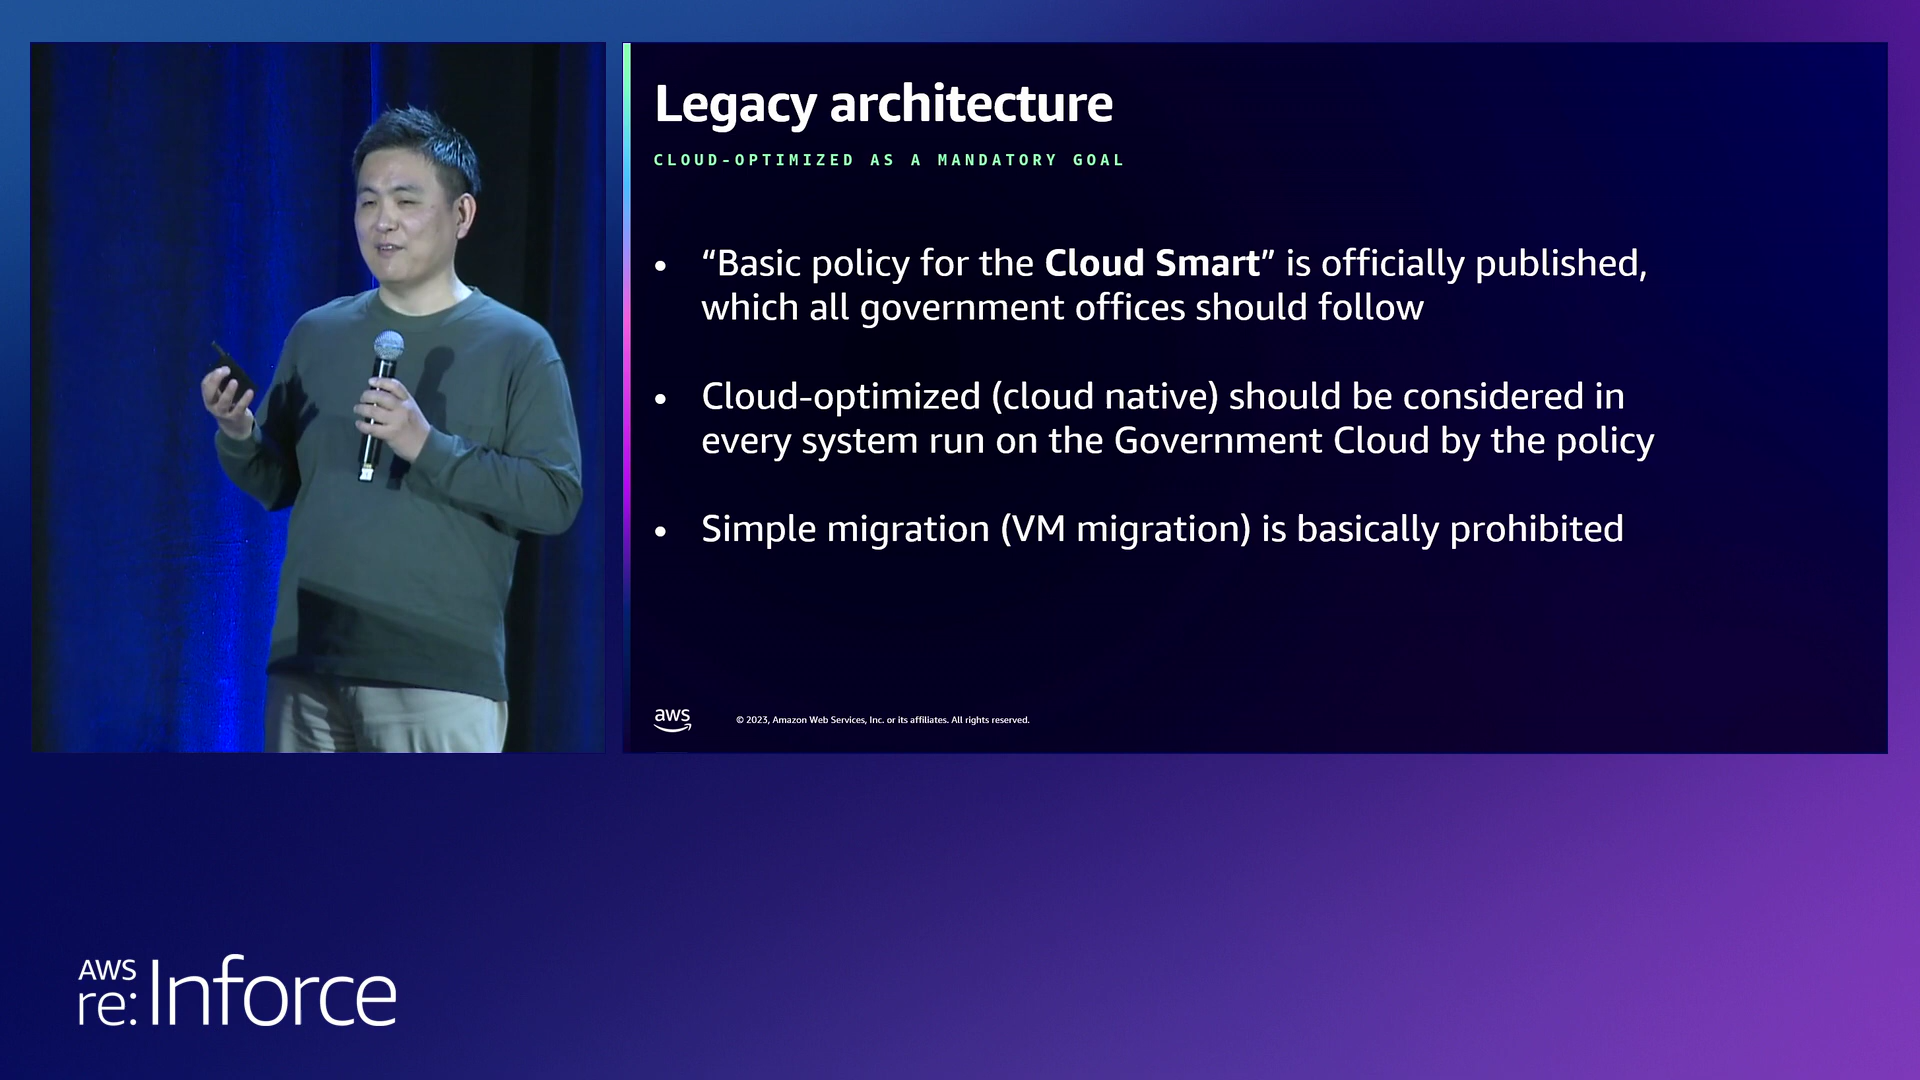 Legacy architecture
CLOUD-OPTIMIZED AS A MANDATORY GOAL
• “Basic policy for the Cloud Smart” is officially published,
which all government offices should follow
• Cloud-optimized (cloud native) should be considered in
every system run on the Government Cloud by the policy
• Simple migration (VM migration) is basically prohibited
aws
© 2023, Amazon Web Services, Inc. or its affiliates. All rights reserved.
AWS
re:Inforce